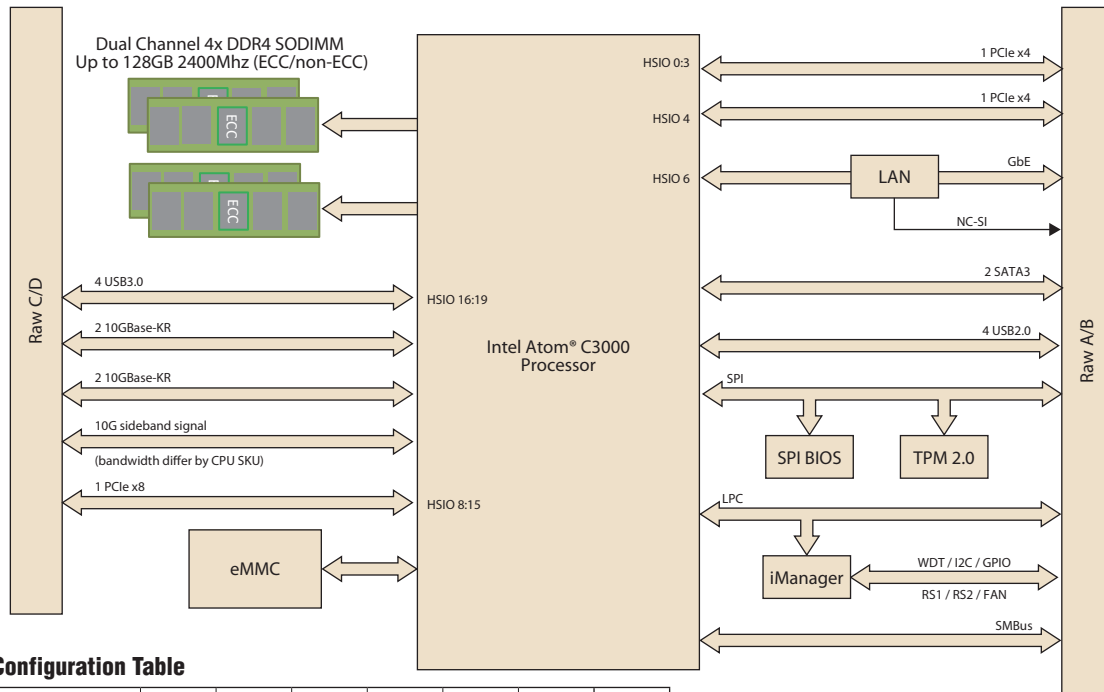 Raw C/D
Dual Channel 4x DDR4 SODIMM
Up to 128GB 2400Mhz (ECC/non-ECC)
ECC
ECC
4 USB3.0
2 10GBase-KR
2 10GBase-KR
10G sideband signal
(bandwidth differ by CPU SKU)
1 PCIe x8
eMMC
HSIO 16:19
HSIO 8:15
Intel Atom® C3000
Processor
HSIO 0:3
HSIO 4
HSIO 6
1 PCIe x4
1 PCIe x4
GbE
LAN
NC-SI
2 SATA3
4 USB2.0
SPI
SPI BIOS
TPM 2.0
LPC
iManager
WDT / I2C / GPIO
RS1 / RS2 / FAN
SMBus
Raw A/B
Configuration Table